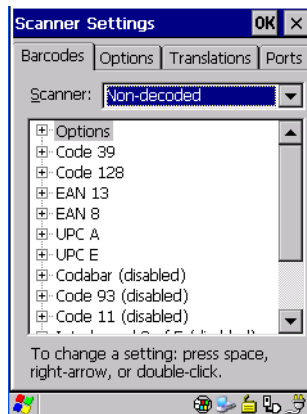 Scanner Settings OK ×
Barcodes Options Translations Ports
Scanner: Non-decoded
Options
Code 39
Code 128
EAN 13
EAN 8
UPC A
UPC E
Codabar (disabled)
Code 93 (disabled)
Code 11 (disabled)
To change a setting: press space,
right-arrow, or double-click.